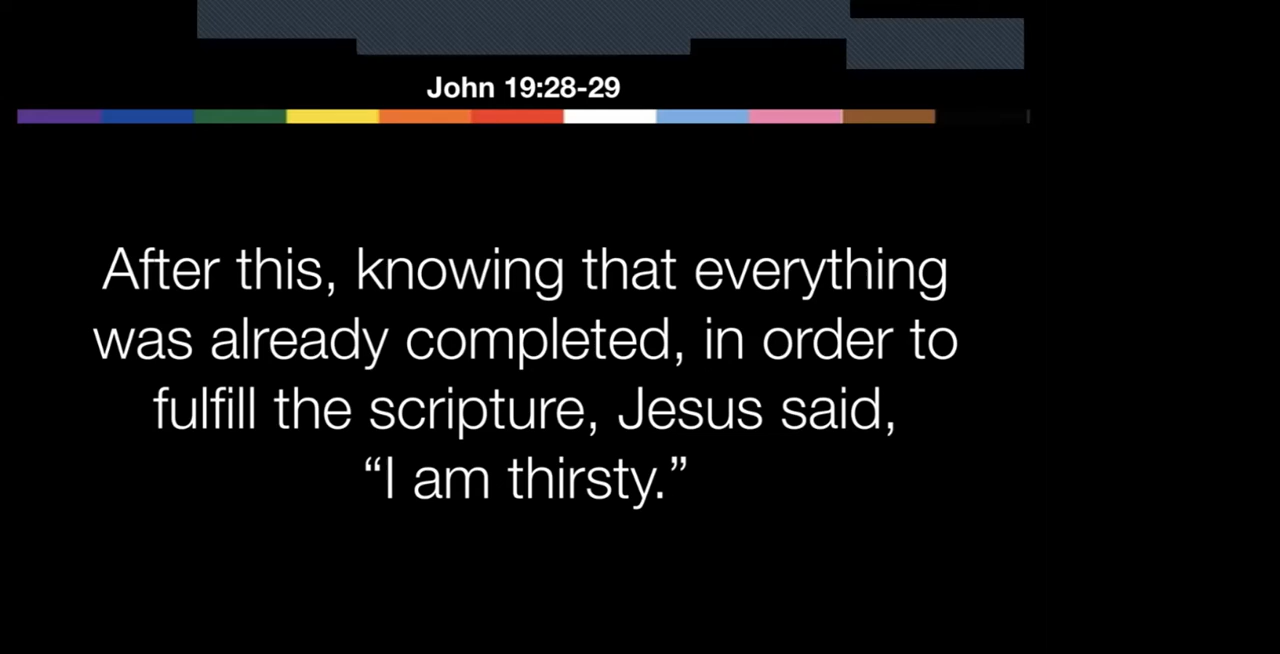 John 19:28-29
After this, knowing that everything
was already completed, in order to
fulfill the scripture, Jesus said,
“I am thirsty.”